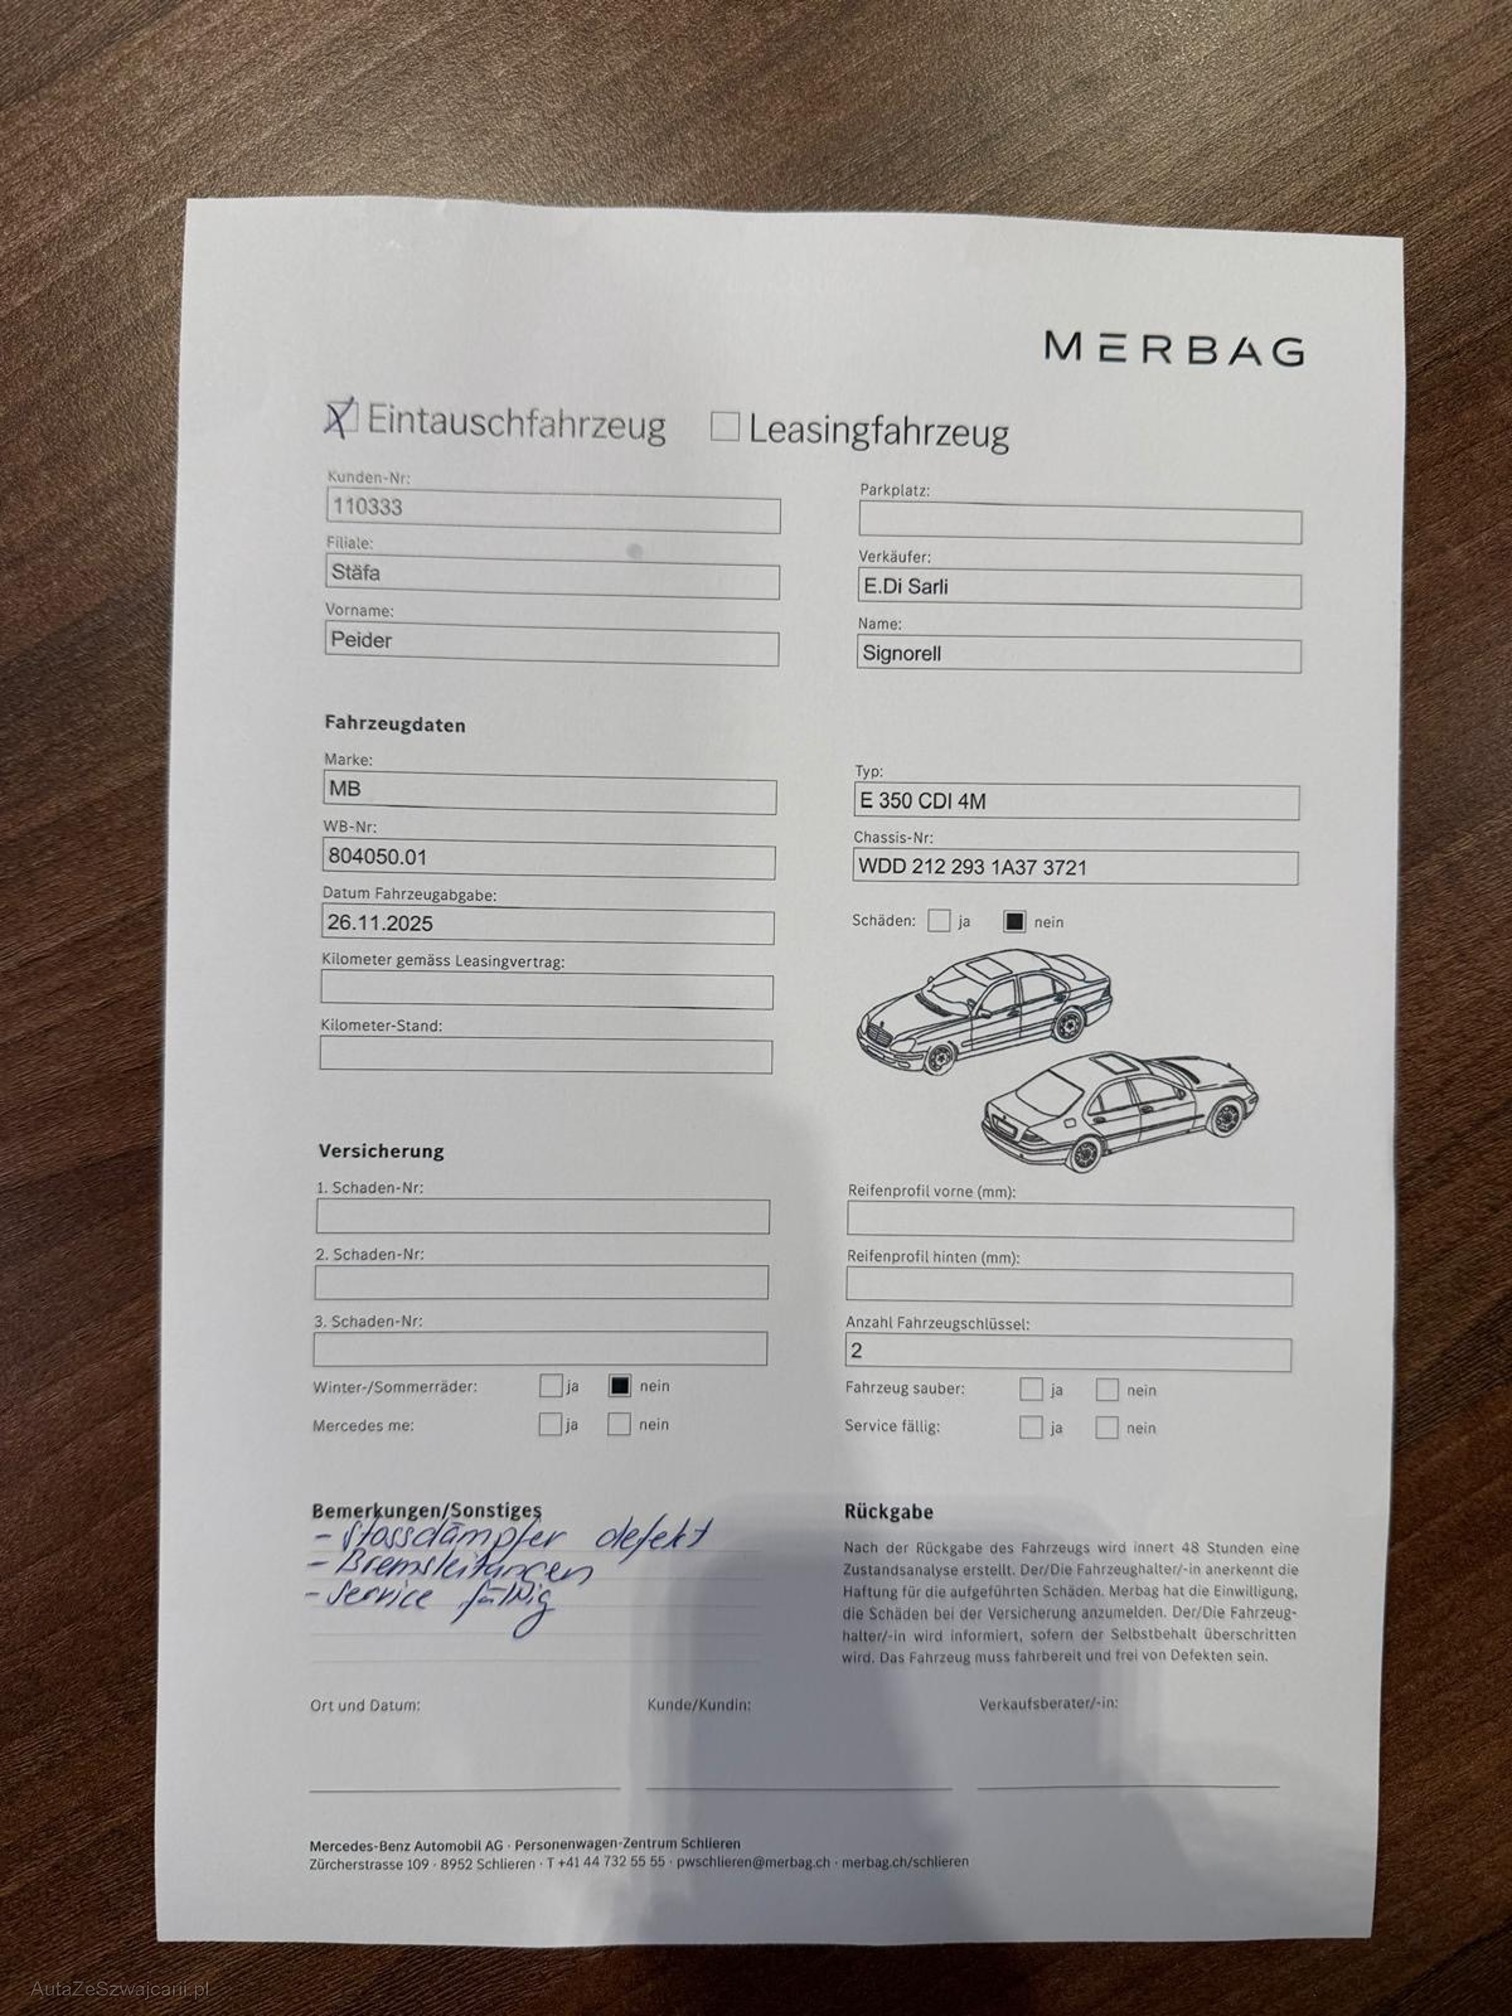 MERBAG
Eintauschfahrzeug Leasingfahrzeug
Kunden-Nr:
110333
Parkplatz:
Filiale:
Stäfa
Verkäufer:
E.Di Sarli
Vorname:
Peider
Name:
Signorell
Fahrzeugdaten
Marke:
MB
Typ:
E 350 CDI 4M
WB-Nr:
804050.01
Chassis-Nr:
WDD 212 293 1A37 3721
Datum Fahrzeugabgabe:
26.11.2025
Schäden: ja nein
Kilometer gemäss Leasingvertrag:
Kilometer-Stand:
Versicherung
1. Schaden-Nr:
Reifenprofil vorne (mm):
2. Schaden-Nr:
Reifenprofil hinten (mm):
3. Schaden-Nr:
Anzahl Fahrzeugschlüssel:
2
Winter-/Sommerräder: ja nein
Fahrzeug sauber: ja nein
Mercedes me: ja nein
Service fällig: ja nein
Bemerkungen/Sonstiges
- Stossdämpfer defekt
- Bremsleitungen
- Service fällig
Rückgabe
Nach der Rückgabe des Fahrzeugs wird innert 48 Stunden eine
Zustandsanalyse erstellt. Der/Die Fahrzeughalter/-in anerkennt die
Haftung für die aufgeführten Schäden. Merbag hat die Einwilligung,
die Schäden bei der Versicherung anzumelden. Der/Die Fahrzeug-
halter/-in wird informiert, sofern der Selbstbehalt überschritten
wird. Das Fahrzeug muss fahrbereit und frei von Defekten sein.
Ort und Datum:
Kunde/Kundin:
Verkaufsberater/-in:
Mercedes-Benz Automobil AG · Personenwagen-Zentrum Schlieren
Zürcherstrasse 109 · 8952 Schlieren · T +41 44 732 55 55 · pwschlieren@merbag.ch · merbag.ch/schlieren
AutaZeSzwajcarii.pl